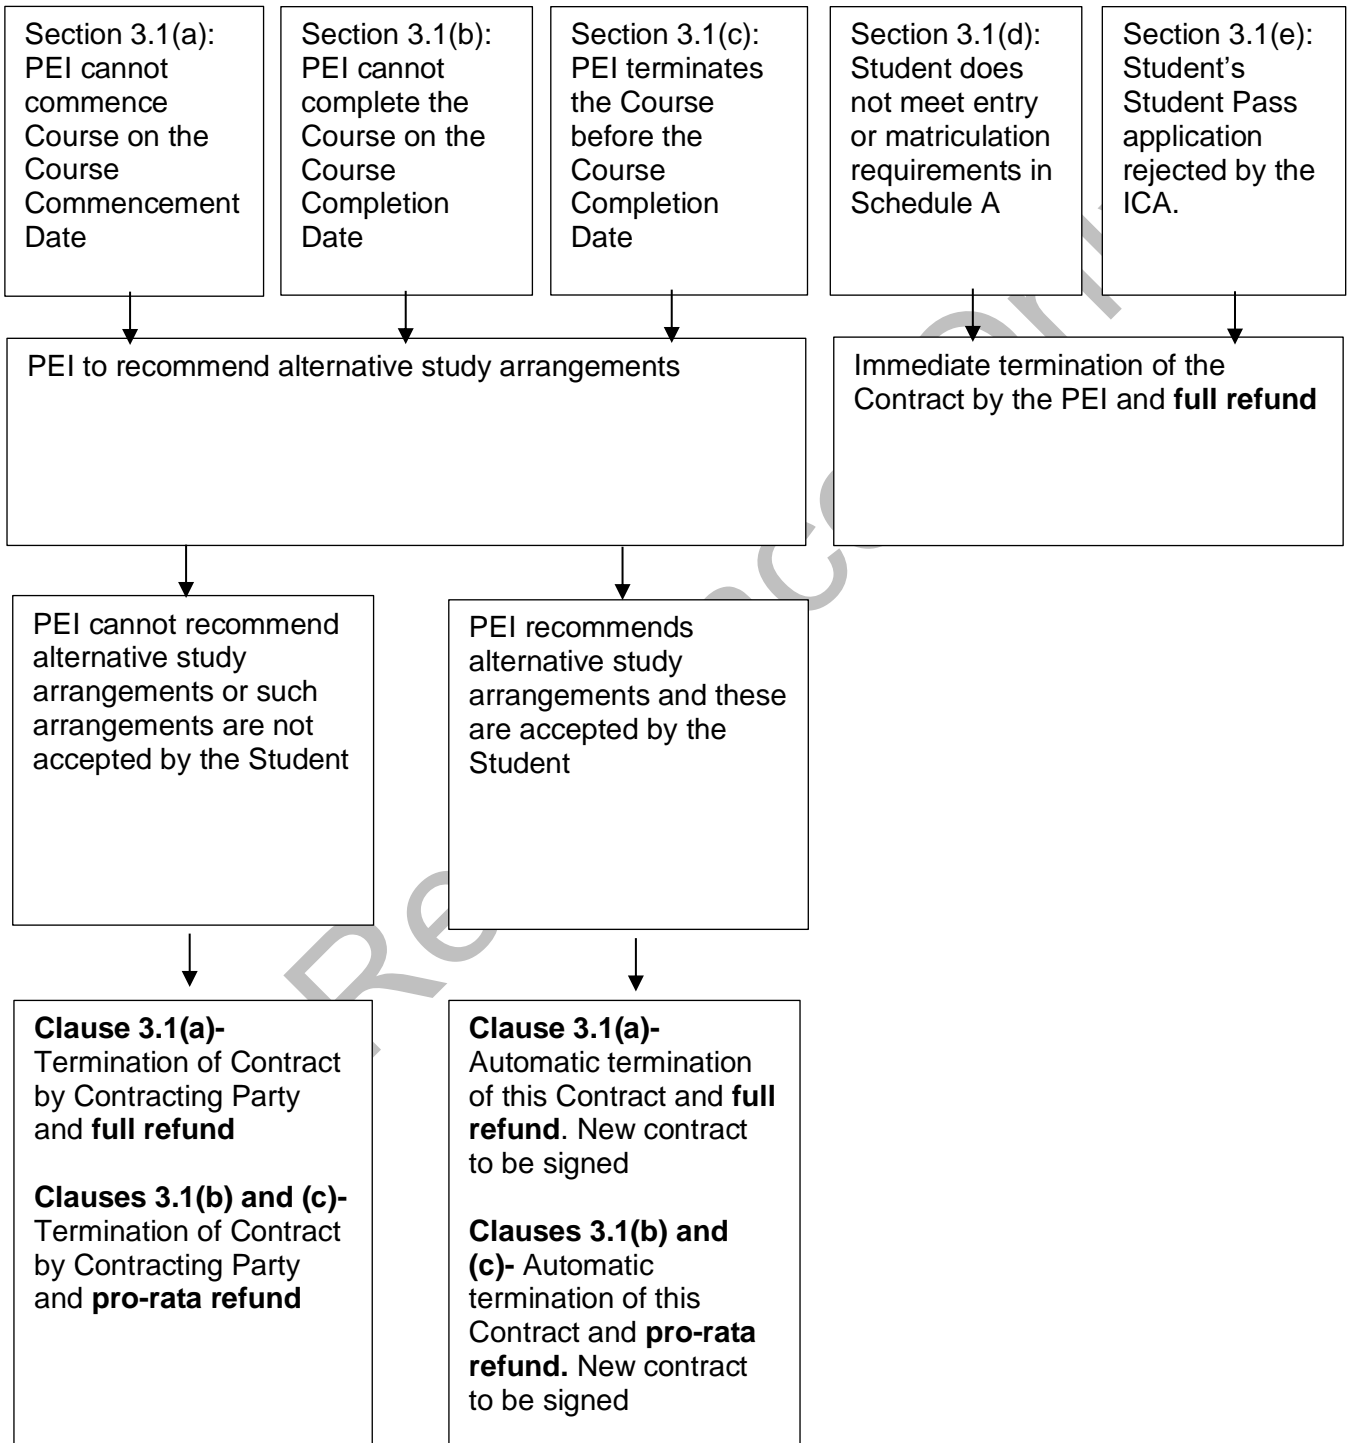 Section 3.1(a):
PEI cannot
commence
Course on the
Course
Commencement
Date
Section 3.1(b):
PEI cannot
complete the
Course on the
Course
Completion
Date
Section 3.1(c):
PEI terminates
the Course
before the
Course
Completion
Date
Section 3.1(d):
Student does
not meet entry
or matriculation
requirements in
Schedule A
Section 3.1(e):
Student’s
Student Pass
application
rejected by the
ICA.
PEI to recommend alternative study arrangements
Immediate termination of the
Contract by the PEI and full refund
PEI cannot recommend
alternative study
arrangements or such
arrangements are not
accepted by the Student
PEI recommends
alternative study
arrangements and these
are accepted by the
Student
Clause 3.1(a)-
Termination of Contract
by Contracting Party
and full refund
Clauses 3.1(b) and (c)-
Termination of Contract
by Contracting Party
and pro-rata refund
Clause 3.1(a)-
Automatic termination
of this Contract and full
refund. New contract
to be signed
Clauses 3.1(b) and
(c)- Automatic
termination of this
Contract and pro-rata
refund. New contract
to be signed